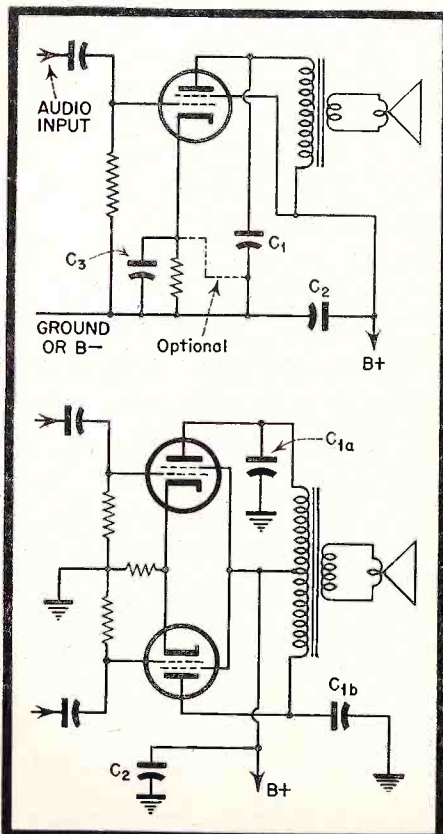 AUDIO
INPUT
C3
C1
C2
GROUND
OR B–
Optional
B+
C1a
C1b
C2
B+